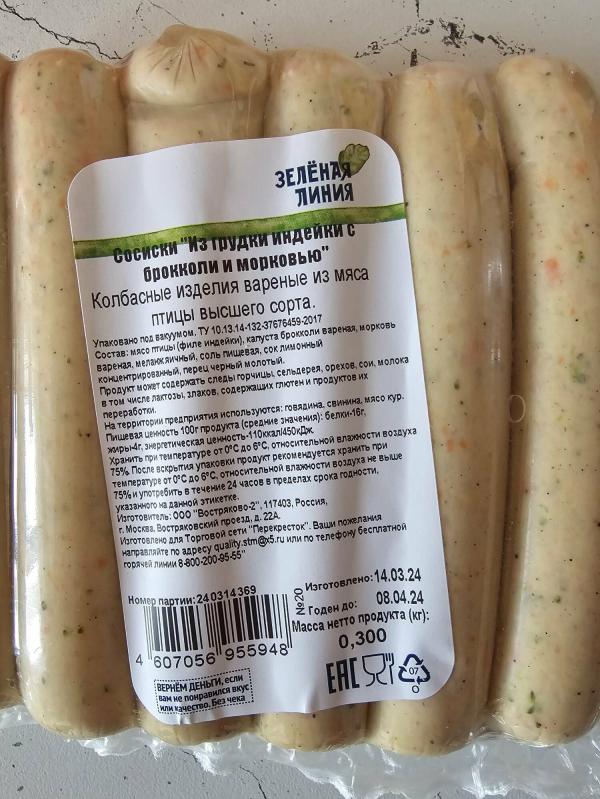 ЗЕЛЁНАЯ
ЛИНИЯ
Сосиски "Из грудки индейки с
брокколи и морковью"
Колбасные изделия вареные из мяса
птицы высшего сорта.
Упаковано под вакуумом. ТУ 10.13.14-132-37676459-2017
Состав: мясо птицы (филе индейки), капуста брокколи вареная, морковь
вареная, меланж яичный, соль пищевая, сок лимонный
концентрированный, перец черный молотый.
Продукт может содержать следы горчицы, сельдерея, орехов, сои, молока
в том числе лактозы, злаков, содержащих глютен и продуктов их
переработки.
На территории предприятия используются: говядина, свинина, мясо кур.
Пищевая ценность 100г продукта (средние значения): белки-16г,
жиры-4г, энергетическая ценность-110ккал/450кДж.
Хранить при температуре от 0°С до 6°С, относительной влажности воздуха
75%. После вскрытия упаковки продукт рекомендуется хранить при
температуре от 0°С до 6°С, относительной влажности воздуха не выше
75% и употребить в течение 24 часов в пределах срока годности,
указанного на данной этикетке.
Изготовитель: ООО "Востряково-2", 117403, Россия,
г. Москва, Востряковский проезд, д. 22А.
Изготовлено для Торговой сети "Перекресток". Ваши пожелания
направляйте по адресу quality.stm@x5.ru или по телефону бесплатной
горячей линии 8-800-200-95-55"
Номер партии:240314369
№20
Изготовлено:14.03.24
Годен до: 08.04.24
Масса нетто продукта (кг):
0,300
4 607056 955948
ВЕРНЁМ ДЕНЬГИ, если
вам не понравился вкус
или качество. Без чека
EAC
07
O